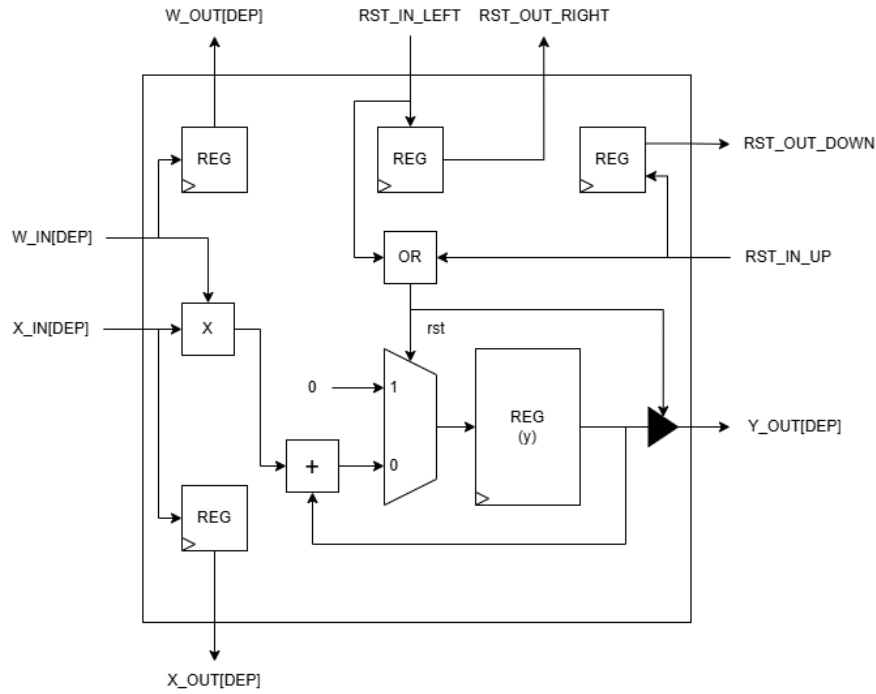 W_OUT[DEP]
RST_IN_LEFT
RST_OUT_RIGHT
REG
REG
REG
RST_OUT_DOWN
W_IN[DEP]
OR
RST_IN_UP
X_IN[DEP]
X
rst
0
1
REG
(y)
Y_OUT[DEP]
+
0
REG
X_OUT[DEP]